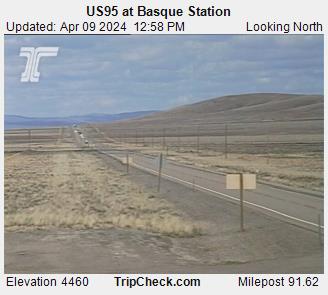 US95 at Basque Station
Updated: Apr 09 2024 12:58 PM Looking North
Elevation 4460 TripCheck.com Milepost 91.62